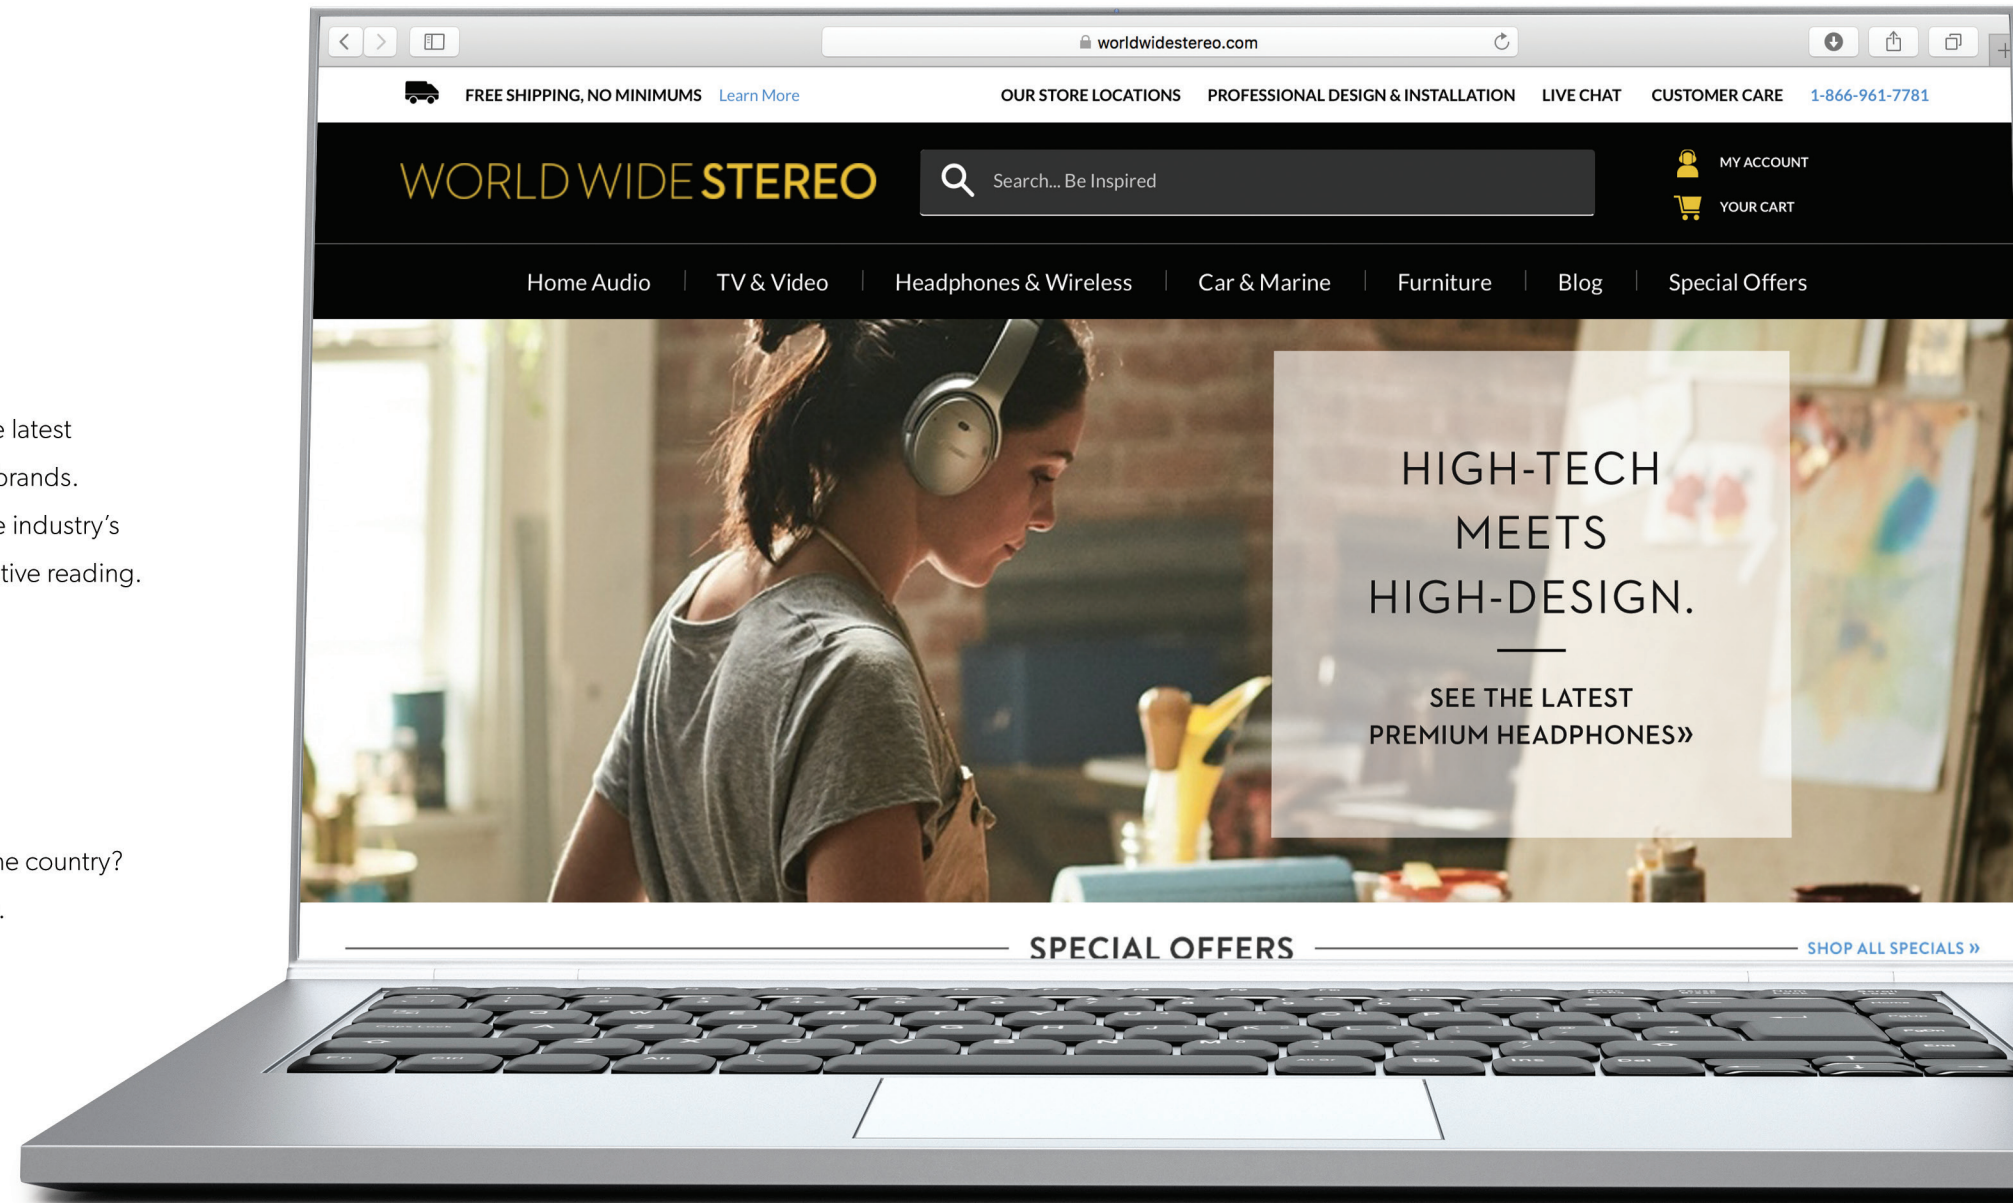 worldwidestereo.com
FREE SHIPPING, NO MINIMUMS Learn More OUR STORE LOCATIONS PROFESSIONAL DESIGN & INSTALLATION LIVE CHAT CUSTOMER CARE 1-866-961-7781
WORLD WIDE STEREO
Search... Be Inspired
MY ACCOUNT
YOUR CART
Home Audio TV & Video Headphones & Wireless Car & Marine Furniture Blog Special Offers
latest
brands.
industry's
tive reading.
HIGH-TECH
MEETS
HIGH-DESIGN.
SEE THE LATEST
PREMIUM HEADPHONES»
country?
SPECIAL OFFERS
SHOP ALL SPECIALS »